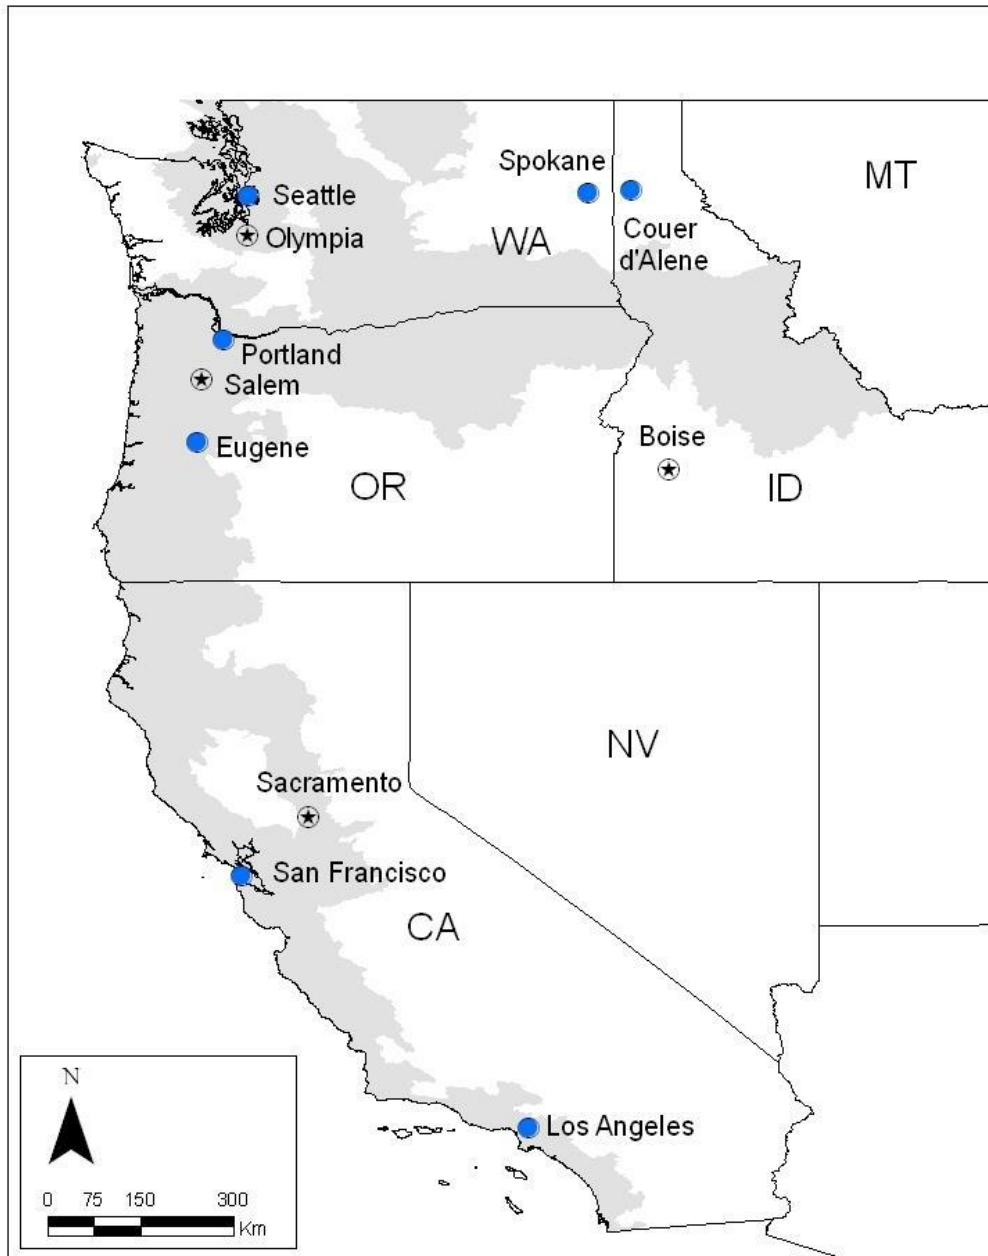 MT
Spokane
Seattle
Couer
d'Alene
Olympia
WA
Portland
Salem
Boise
Eugene
OR
ID
NV
Sacramento
San Francisco
CA
N
Los Angeles
0 75 150 300
Km